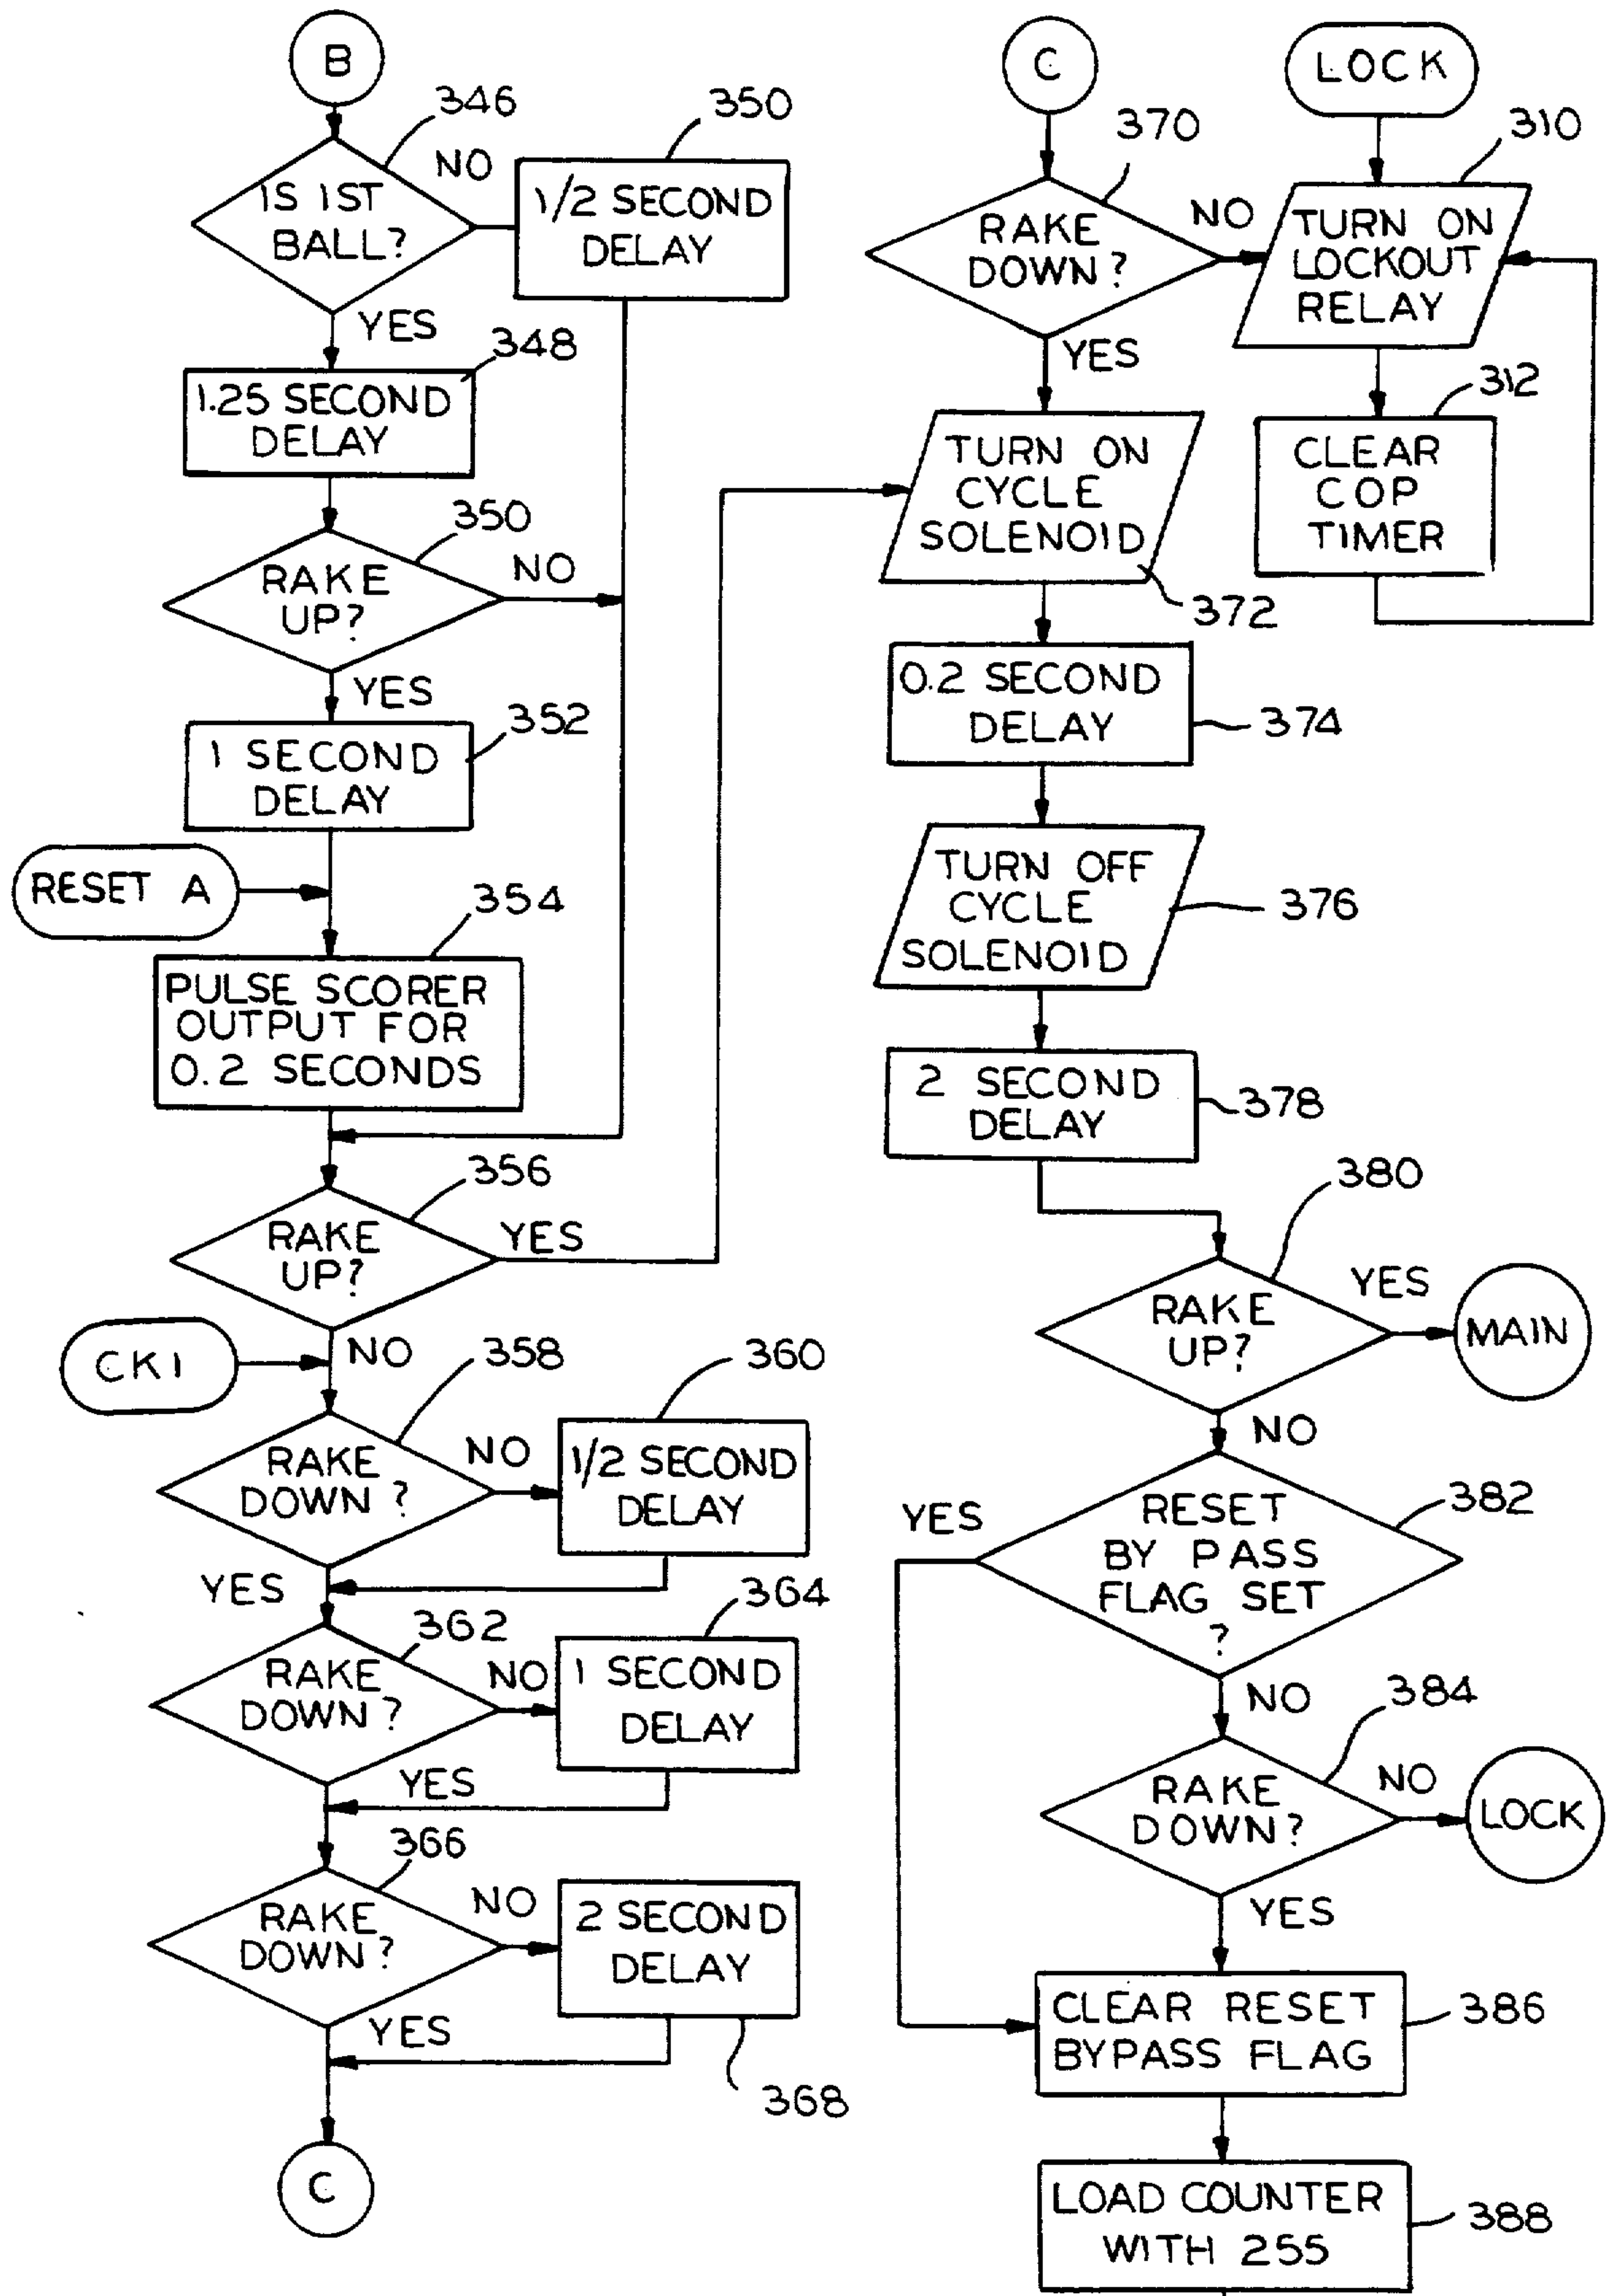 B
346
IS 1ST
BALL?
NO
350
1/2 SECOND
DELAY
YES
348
1.25 SECOND
DELAY
350
RAKE
UP?
NO
YES
352
1 SECOND
DELAY
RESET A
354
PULSE SCORER
OUTPUT FOR
0.2 SECONDS
356
RAKE
UP?
YES
CK1
NO
358
RAKE
DOWN ?
NO
360
1/2 SECOND
DELAY
YES
362
RAKE
DOWN ?
NO
364
1 SECOND
DELAY
YES
366
RAKE
DOWN ?
NO
2 SECOND
DELAY
368
YES
C
C
370
RAKE
DOWN ?
NO
YES
LOCK
310
TURN ON
LOCKOUT
RELAY
312
CLEAR
COP
TIMER
TURN ON
CYCLE
SOLENOID
372
0.2 SECOND
DELAY
374
TURN OFF
CYCLE
SOLENOID
376
2 SECOND
DELAY
378
380
RAKE
UP?
YES
MAIN
NO
382
RESET
BY PASS
FLAG SET
?
YES
NO
384
RAKE
DOWN?
NO
LOCK
YES
CLEAR RESET
BYPASS FLAG
386
LOAD COUNTER
WITH 255
388